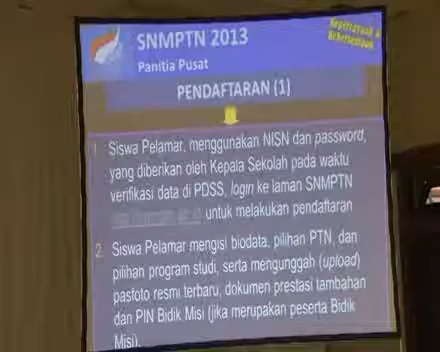 SNMPTN 2013
Panitia Pusat
PENDAFTARAN (1)
1. Siswa Pelamar, menggunakan NISN dan password,
yang diberikan oleh Kepala Sekolah pada waktu
verifikasi data di PDSS, login ke laman SNMPTN
untuk melakukan pendaftaran
2. Siswa Pelamar mengisi biodata, pilihan PTN, dan
pilihan program studi, serta mengunggah (upload)
pasfoto resmi terbaru, dokumen prestasi tambahan
dan PIN Bidik Misi (jika merupakan peserta Bidik
Misi).